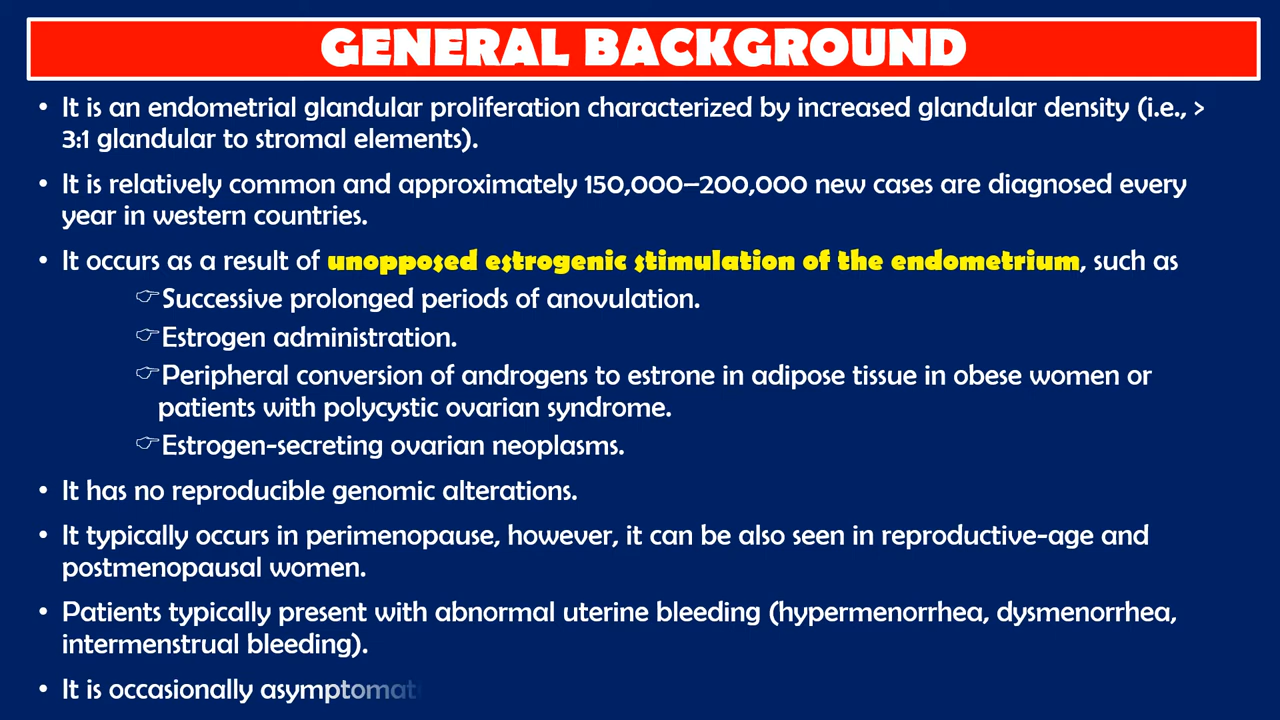 GENERAL BACKGROUND
• It is an endometrial glandular proliferation characterized by increased glandular density (i.e., >
3:1 glandular to stromal elements).
• It is relatively common and approximately 150,000–200,000 new cases are diagnosed every
year in western countries.
• It occurs as a result of unopposed estrogenic stimulation of the endometrium, such as
☞Successive prolonged periods of anovulation.
☞Estrogen administration.
☞Peripheral conversion of androgens to estrone in adipose tissue in obese women or
patients with polycystic ovarian syndrome.
☞Estrogen-secreting ovarian neoplasms.
• It has no reproducible genomic alterations.
• It typically occurs in perimenopause, however, it can be also seen in reproductive-age and
postmenopausal women.
• Patients typically present with abnormal uterine bleeding (hypermenorrhea, dysmenorrhea,
intermenstrual bleeding).
• It is occasionally